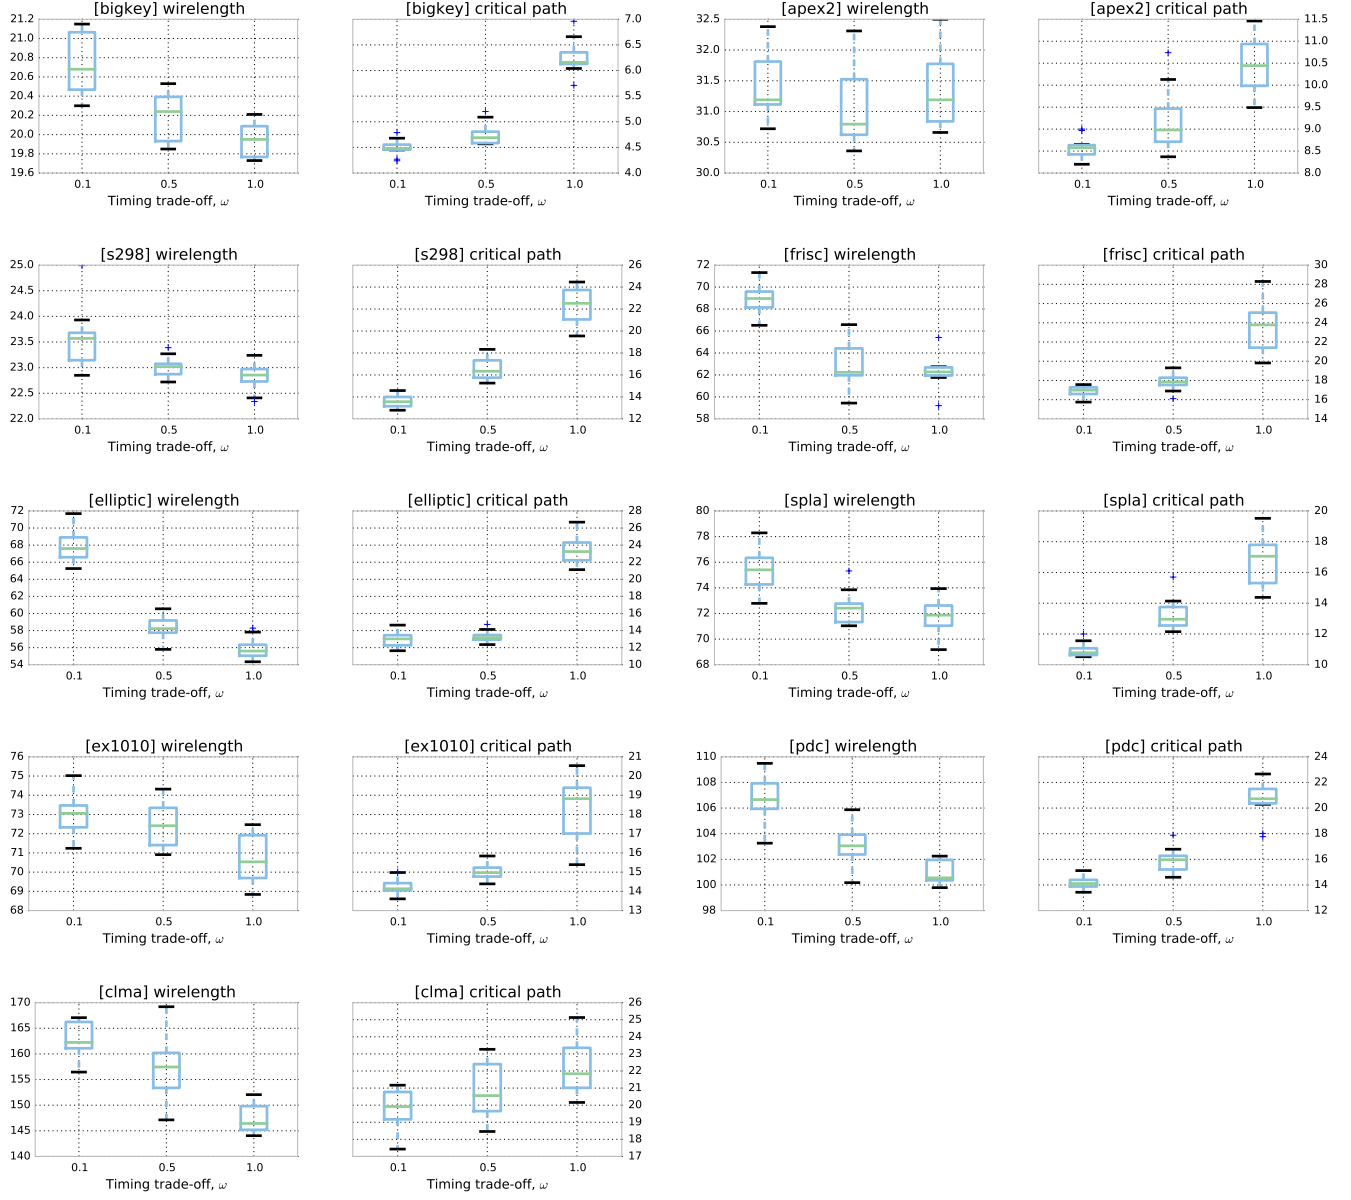 [bigkey] wirelength
21.2
21.0
20.8
20.6
20.4
20.2
20.0
19.8
19.6
0.1 0.5 1.0
Timing trade-off, ω
[bigkey] critical path
7.0
6.5
6.0
5.5
5.0
4.5
4.0
0.1 0.5 1.0
Timing trade-off, ω
[apex2] wirelength
32.5
32.0
31.5
31.0
30.5
30.0
0.1 0.5 1.0
Timing trade-off, ω
[apex2] critical path
11.5
11.0
10.5
10.0
9.5
9.0
8.5
8.0
0.1 0.5 1.0
Timing trade-off, ω
[s298] wirelength
25.0
24.5
24.0
23.5
23.0
22.5
22.0
0.1 0.5 1.0
Timing trade-off, ω
[s298] critical path
26
24
22
20
18
16
14
12
0.1 0.5 1.0
Timing trade-off, ω
[frisc] wirelength
72
70
68
66
64
62
60
58
0.1 0.5 1.0
Timing trade-off, ω
[frisc] critical path
30
28
26
24
22
20
18
16
14
0.1 0.5 1.0
Timing trade-off, ω
[elliptic] wirelength
72
70
68
66
64
62
60
58
56
54
0.1 0.5 1.0
Timing trade-off, ω
[elliptic] critical path
28
26
24
22
20
18
16
14
12
10
0.1 0.5 1.0
Timing trade-off, ω
[spla] wirelength
80
78
76
74
72
70
68
0.1 0.5 1.0
Timing trade-off, ω
[spla] critical path
20
18
16
14
12
10
0.1 0.5 1.0
Timing trade-off, ω
[ex1010] wirelength
76
75
74
73
72
71
70
69
68
0.1 0.5 1.0
Timing trade-off, ω
[ex1010] critical path
21
20
19
18
17
16
15
14
13
0.1 0.5 1.0
Timing trade-off, ω
[pdc] wirelength
110
108
106
104
102
100
98
0.1 0.5 1.0
Timing trade-off, ω
[pdc] critical path
24
22
20
18
16
14
12
0.1 0.5 1.0
Timing trade-off, ω
[clma] wirelength
170
165
160
155
150
145
140
0.1 0.5 1.0
Timing trade-off, ω
[clma] critical path
26
25
24
23
22
21
20
19
18
17
0.1 0.5 1.0
Timing trade-off, ω